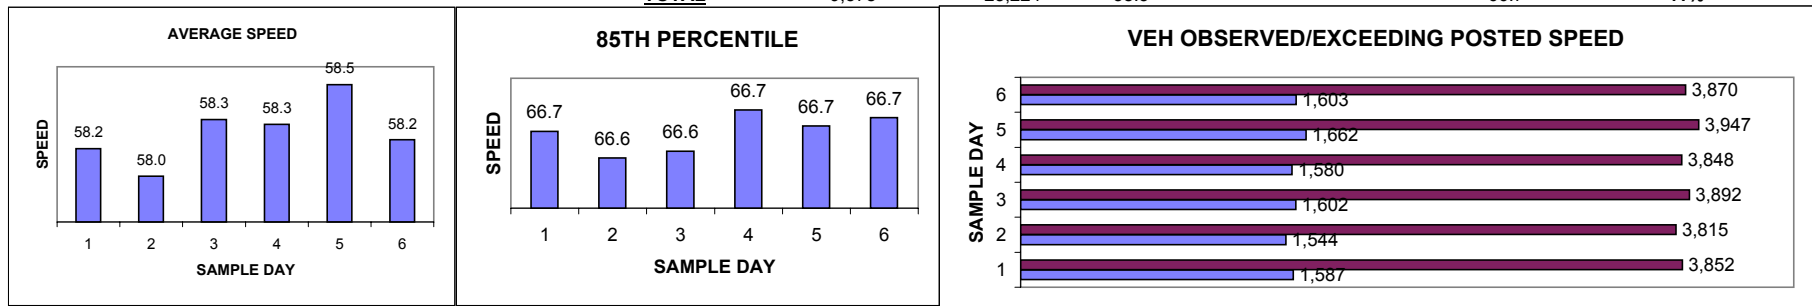 AVERAGE SPEED
SPEED
58.2
58.0
58.3
58.3
58.5
58.2
1 2 3 4 5 6
SAMPLE DAY
85TH PERCENTILE
SPEED
66.7
66.6
66.6
66.7
66.7
66.7
1 2 3 4 5 6
SAMPLE DAY
VEH OBSERVED/EXCEEDING POSTED SPEED
SAMPLE DAY
6 3,870
1,603
5 3,947
1,662
4 3,848
1,580
3 3,892
1,602
2 3,815
1,544
1 3,852
1,587